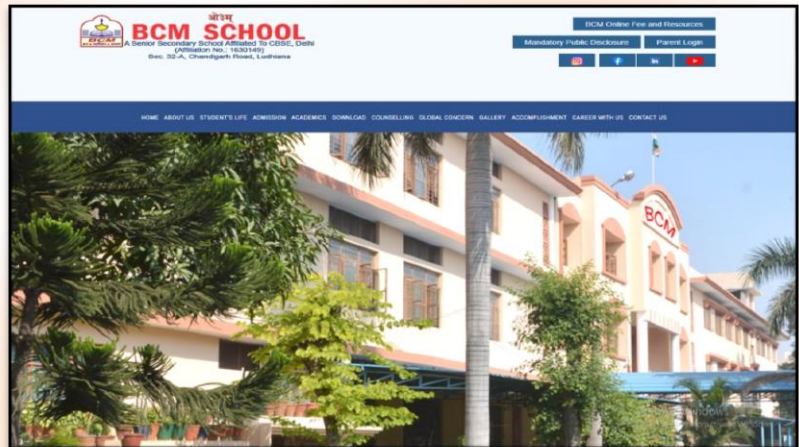 ओ३म्
BCM SCHOOL
BCM
A Senior Secondary School Affiliated To CBSE, Delhi
(Affiliation No.; 1630149)
Sec. 32-A, Chandigarh Road, Ludhiana
BCM Online Fee and Resources
Mandatory Public Disclosure Parent Login
in
HOME ABOUT US STUDENT'S LIFE ADMISSION ACADEMICS DOWNLOAD COUNSELLING GLOBAL CONCERN GALLERY ACCOMPLISHMENT CAREER WITH US CONTACT US
BCM